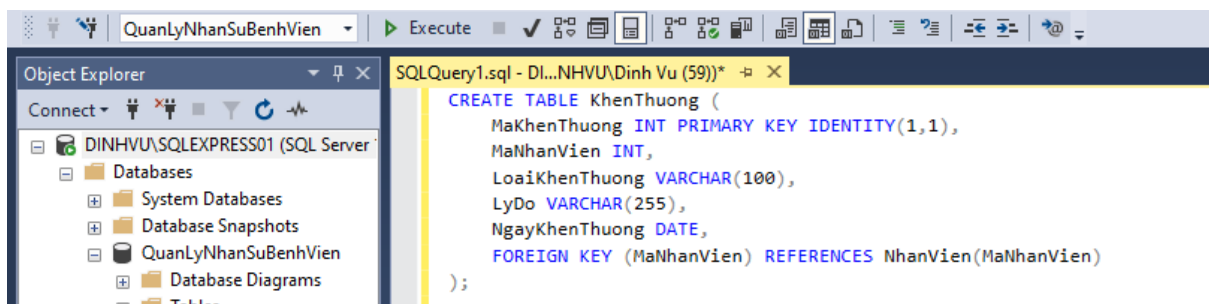 QuanLyNhanSuBenhVien Execute
Object Explorer
SQLQuery1.sql - DI...NHVU\Dinh Vu (59))*
Connect
DINHVU\SQLEXPRESS01 (SQL Server
Databases
System Databases
Database Snapshots
QuanLyNhanSuBenhVien
Database Diagrams
CREATE TABLE KhenThuong (
MaKhenThuong INT PRIMARY KEY IDENTITY(1,1),
MaNhanVien INT,
LoaiKhenThuong VARCHAR(100),
LyDo VARCHAR(255),
NgayKhenThuong DATE,
FOREIGN KEY (MaNhanVien) REFERENCES NhanVien(MaNhanVien)
);